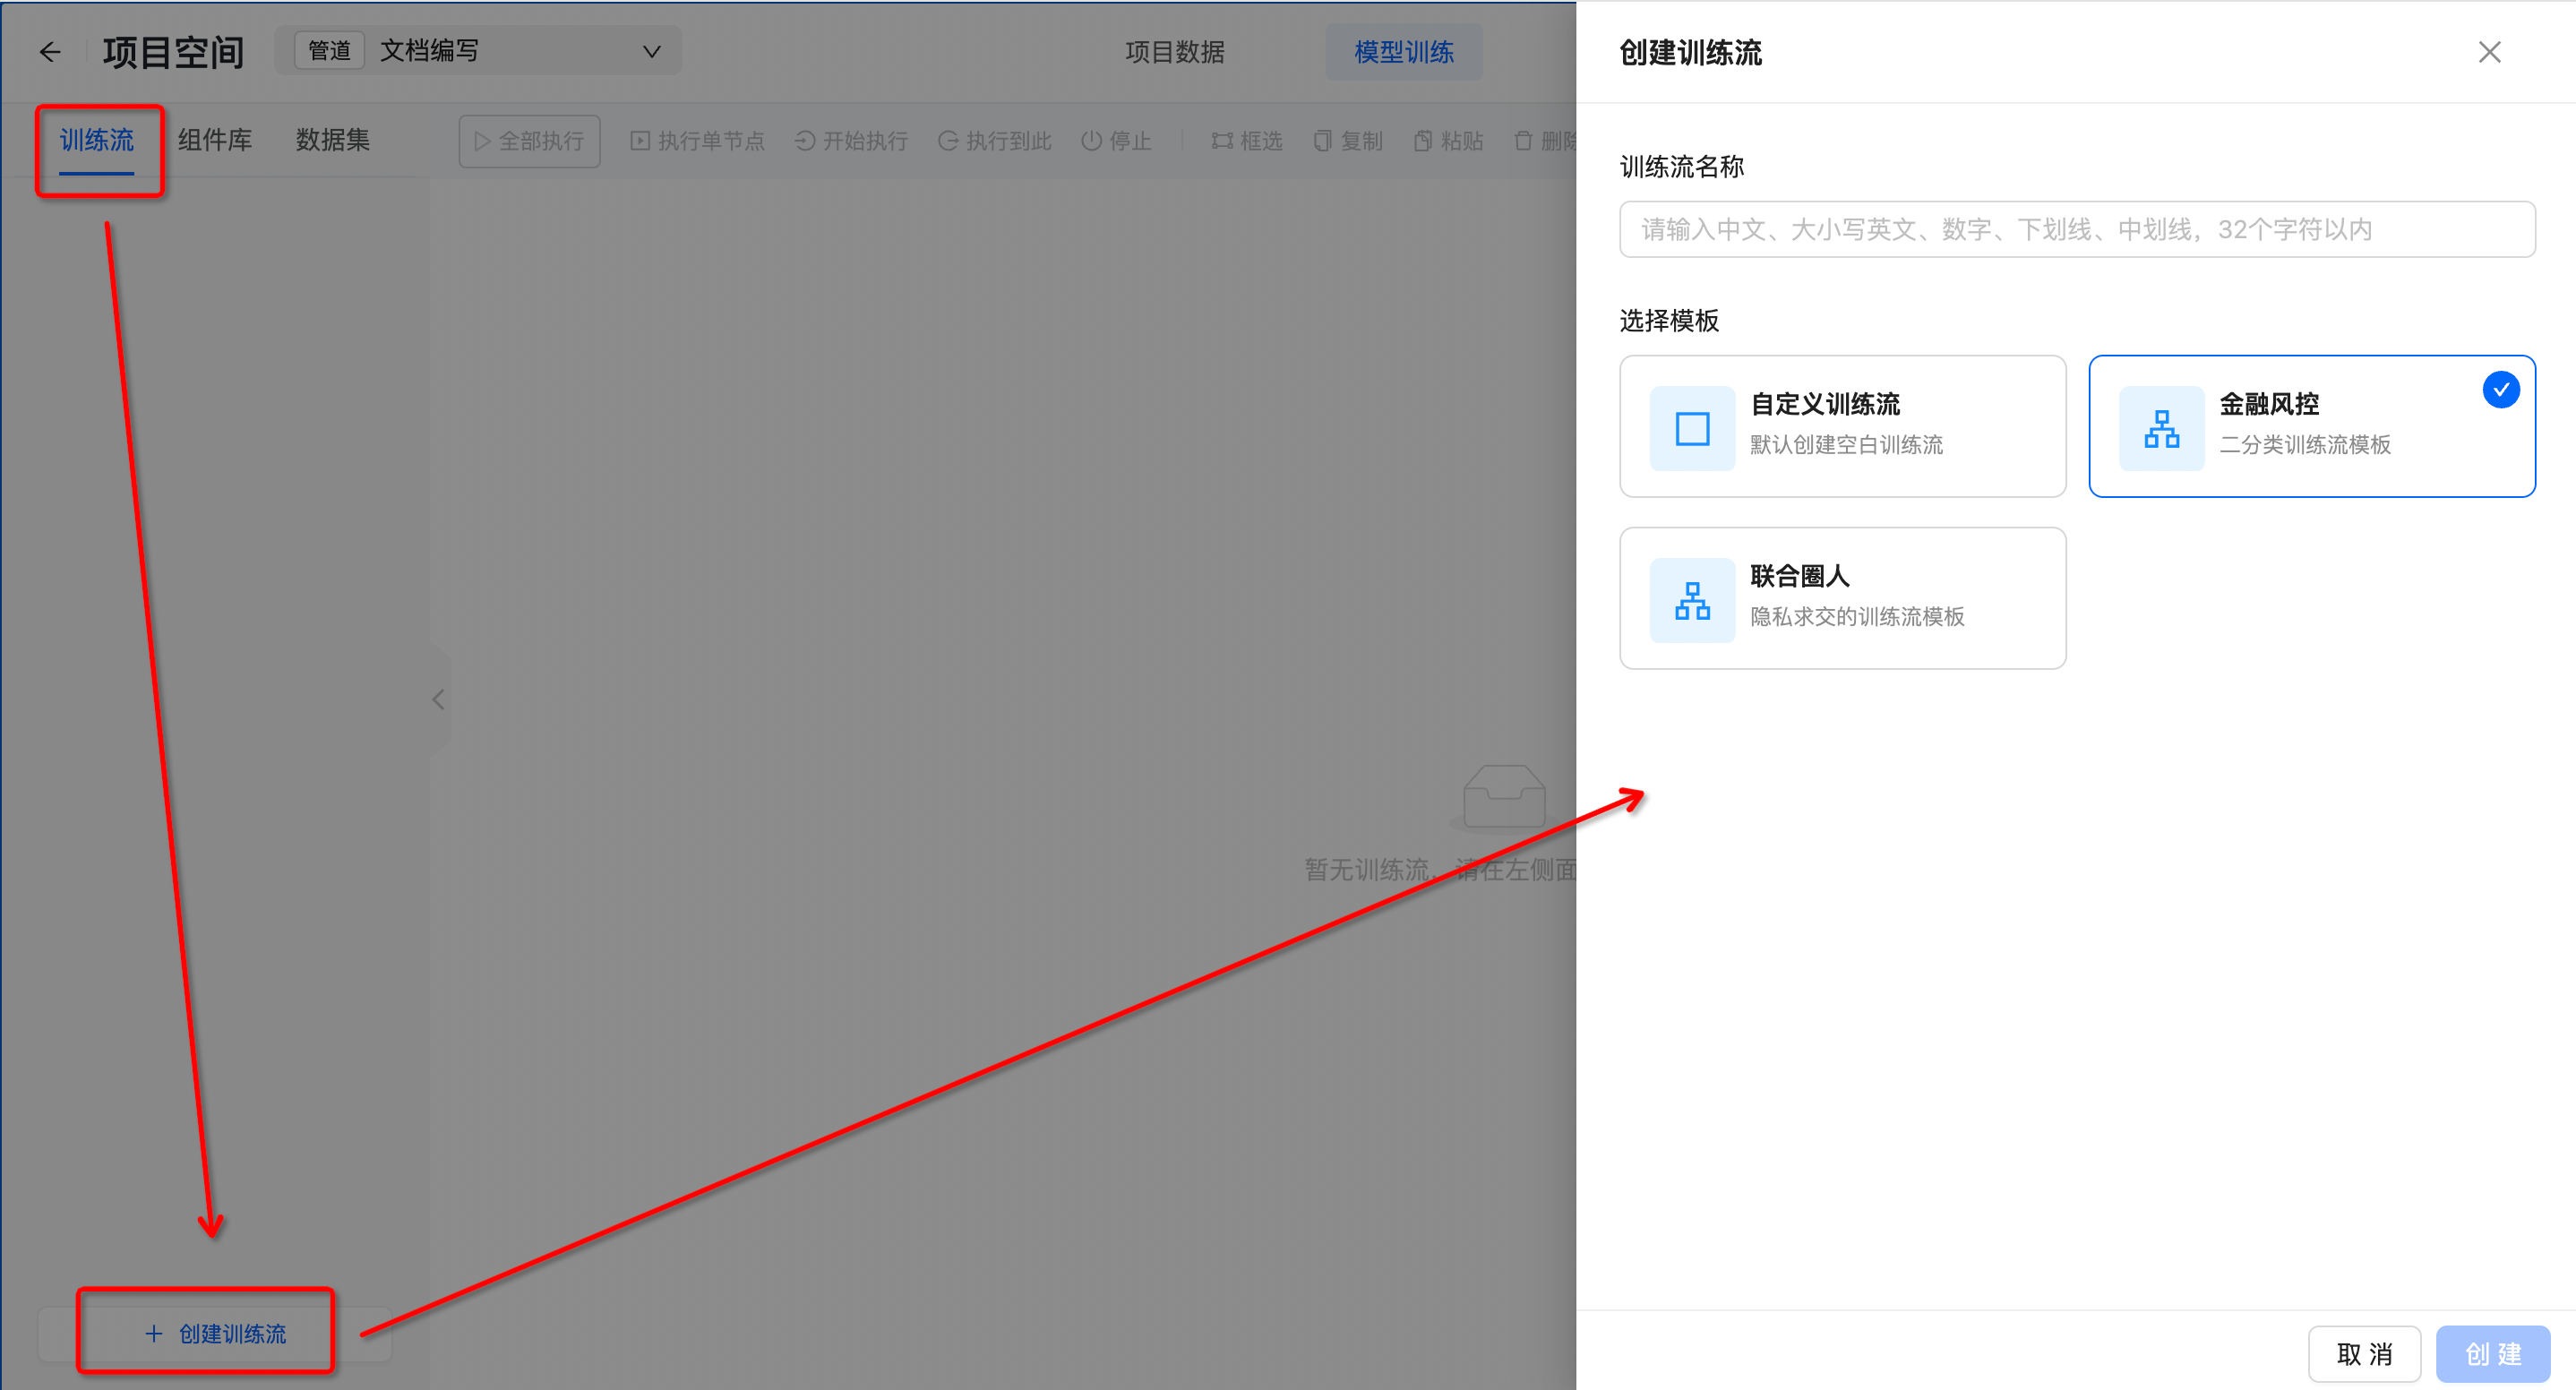 项目空间
管道 文档编写
项目数据
模型训练
训练流 组件库 数据集
全部执行 执行单节点 开始执行 执行到此 停止 框选 复制 粘贴 删除
暂无训练流，请在左侧面
+ 创建训练流
创建训练流
训练流名称
请输入中文、大小写英文、数字、下划线、中划线，32个字符以内
选择模板
自定义训练流
默认创建空白训练流
金融风控
二分类训练流模板
联合圈人
隐私求交的训练流模板
取 消
创 建